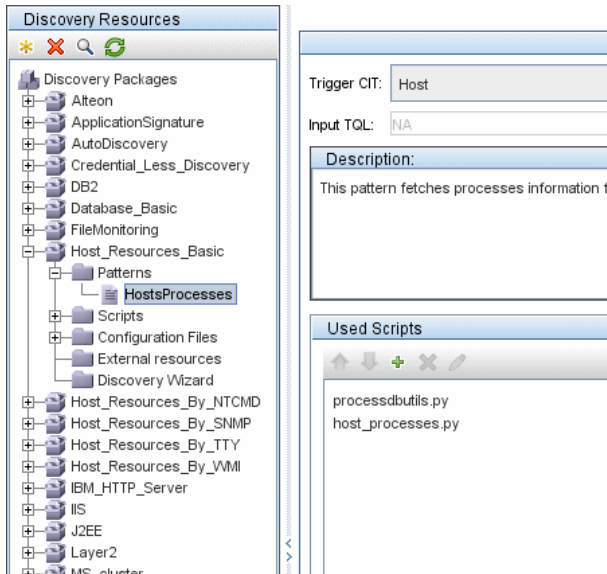 Discovery Resources
Discovery Packages
Alteon
ApplicationSignature
AutoDiscovery
Credential_Less_Discovery
DB2
Database_Basic
FileMonitoring
Host_Resources_Basic
Patterns
HostsProcesses
Scripts
Configuration Files
External resources
Discovery Wizard
Host_Resources_By_NTCMD
Host_Resources_By_SNMP
Host_Resources_By_TTY
Host_Resources_By_WMI
IBM_HTTP_Server
IIS
J2EE
Layer2
MS_cluster
Trigger CIT: Host
Input TQL: NA
Description:
This pattern fetches processes information f
Used Scripts
processdbutils.py
host_processes.py